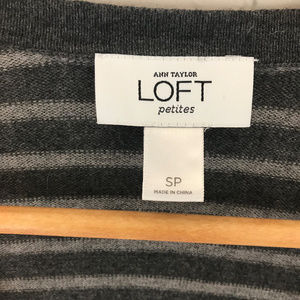 ANN TAYLOR
LOFT
petites
SP
MADE IN CHINA